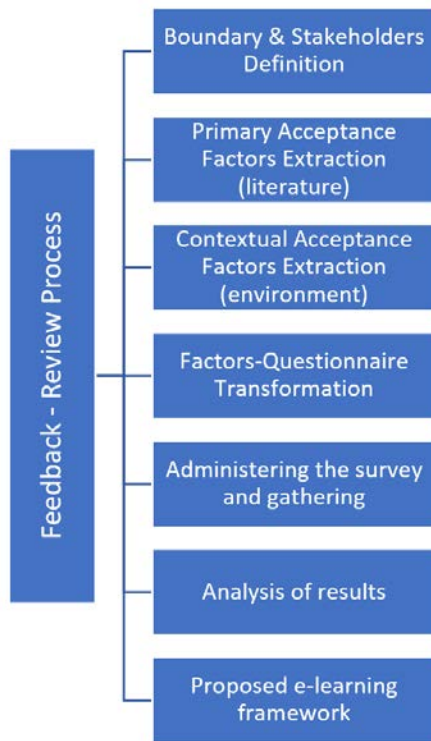 Feedback - Review Process
Boundary & Stakeholders
Definition
Primary Acceptance
Factors Extraction
(literature)
Contextual Acceptance
Factors Extraction
(environment)
Factors-Questionnaire
Transformation
Administering the survey
and gathering
Analysis of results
Proposed e-learning
framework